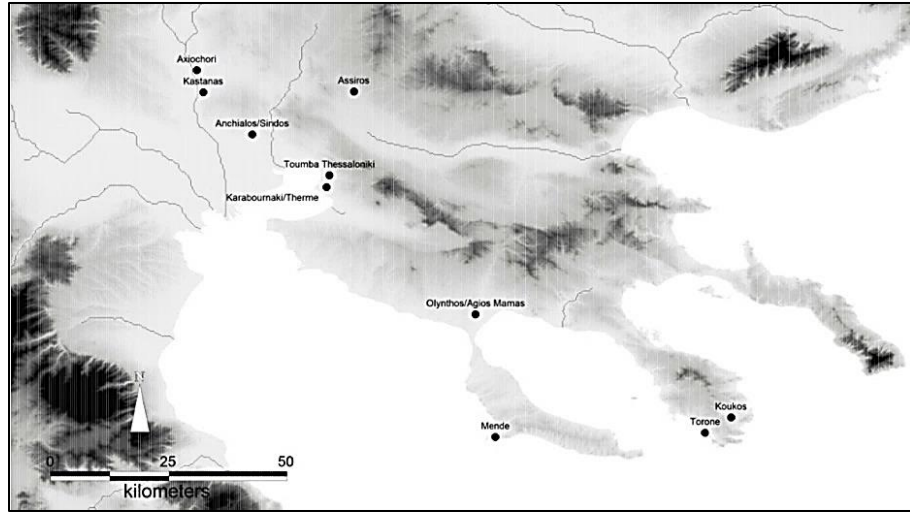 Axiochori
Kastanas
Assiros
Anchialos/Sindos
Toumba Thessaloniki
Karabournaki/Therme
Olynthos/Agios Mamas
Koukos
Mende
Torone
N
0 25 50
kilometers